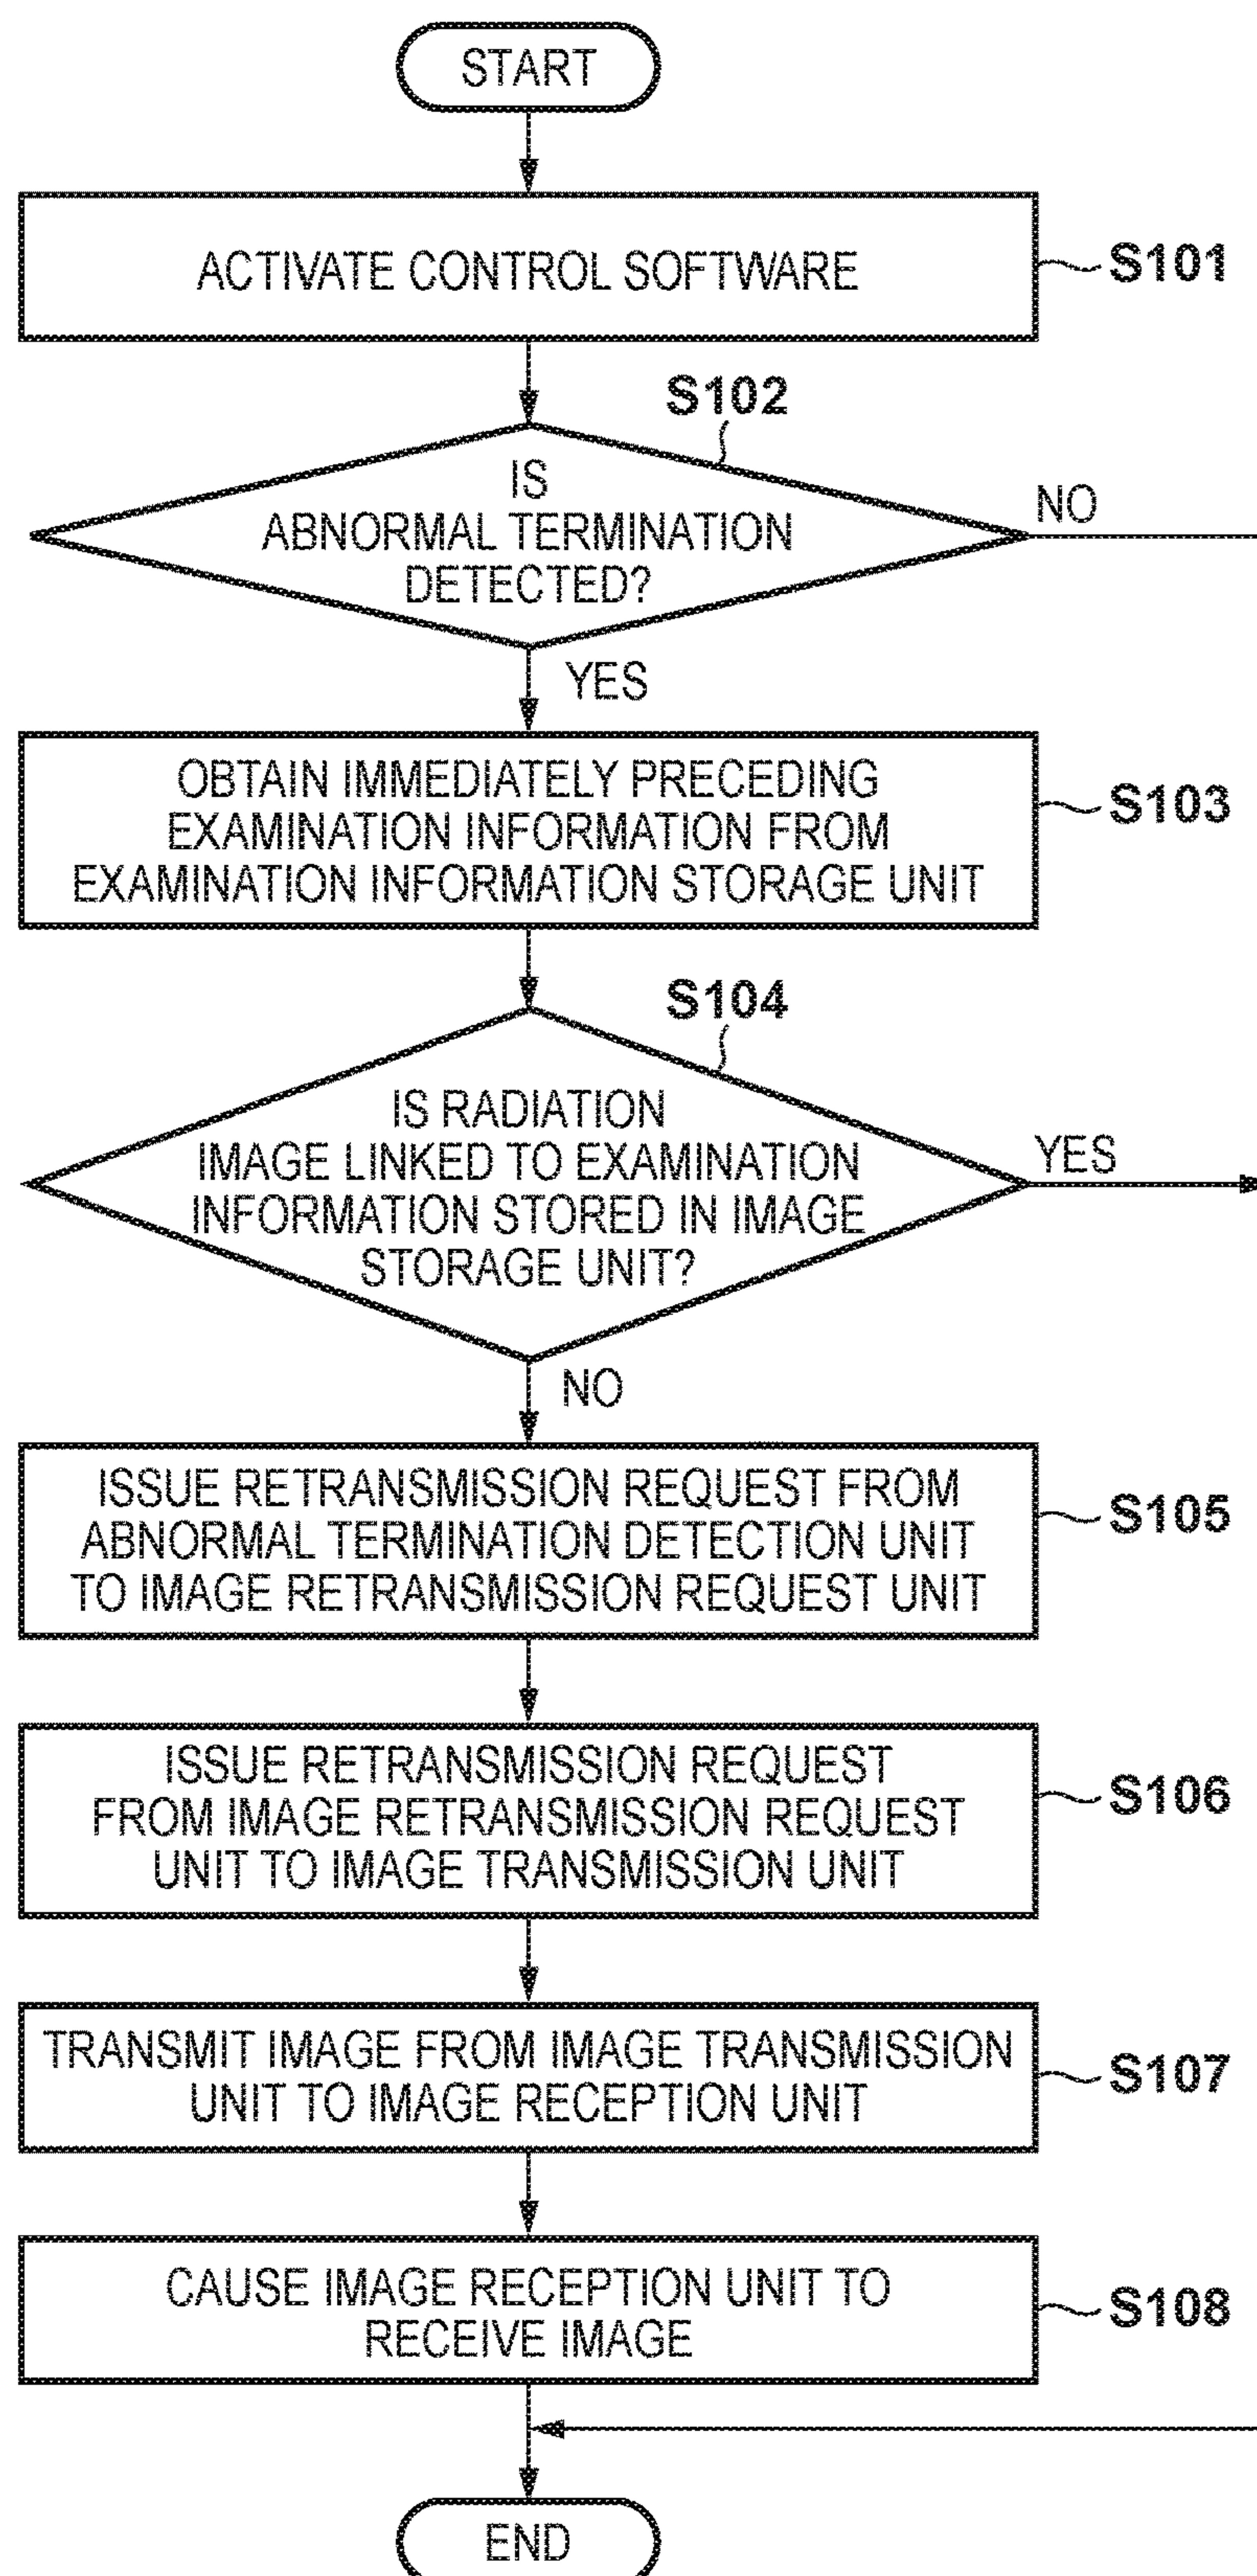 START
ACTIVATE CONTROL SOFTWARE
S101
S102
IS
ABNORMAL TERMINATION
DETECTED?
NO
YES
OBTAIN IMMEDIATELY PRECEDING
EXAMINATION INFORMATION FROM
EXAMINATION INFORMATION STORAGE UNIT
S103
S104
IS RADIATION
IMAGE LINKED TO EXAMINATION
INFORMATION STORED IN IMAGE
STORAGE UNIT?
YES
NO
ISSUE RETRANSMISSION REQUEST FROM
ABNORMAL TERMINATION DETECTION UNIT
TO IMAGE RETRANSMISSION REQUEST UNIT
S105
ISSUE RETRANSMISSION REQUEST
FROM IMAGE RETRANSMISSION REQUEST
UNIT TO IMAGE TRANSMISSION UNIT
S106
TRANSMIT IMAGE FROM IMAGE TRANSMISSION
UNIT TO IMAGE RECEPTION UNIT
S107
CAUSE IMAGE RECEPTION UNIT TO
RECEIVE IMAGE
S108
END